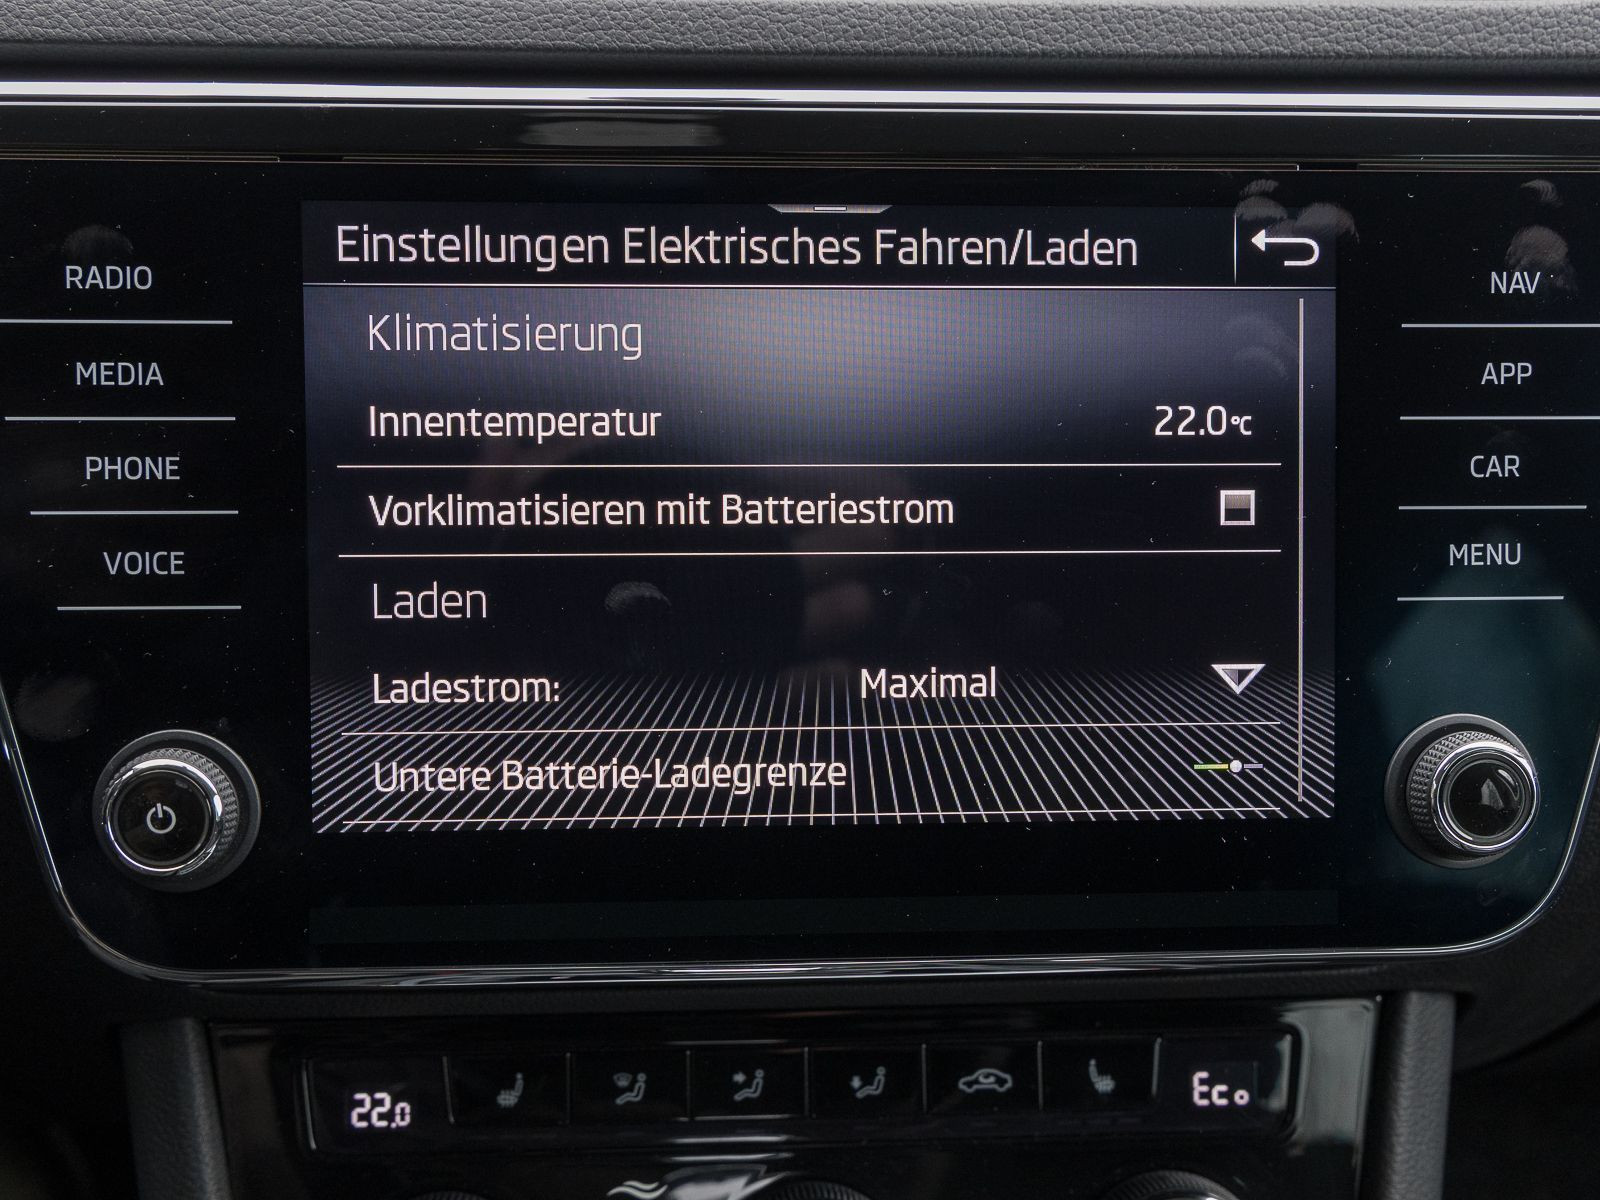 Einstellungen Elektrisches Fahren/Laden
RADIO
MEDIA
PHONE
VOICE
Klimatisierung
Innentemperatur 22.0°C
Vorklimatisieren mit Batteriestrom
Laden
Ladestrom: Maximal
Untere Batterie-Ladegrenze
NAV
APP
CAR
MENU
22.0
Eco